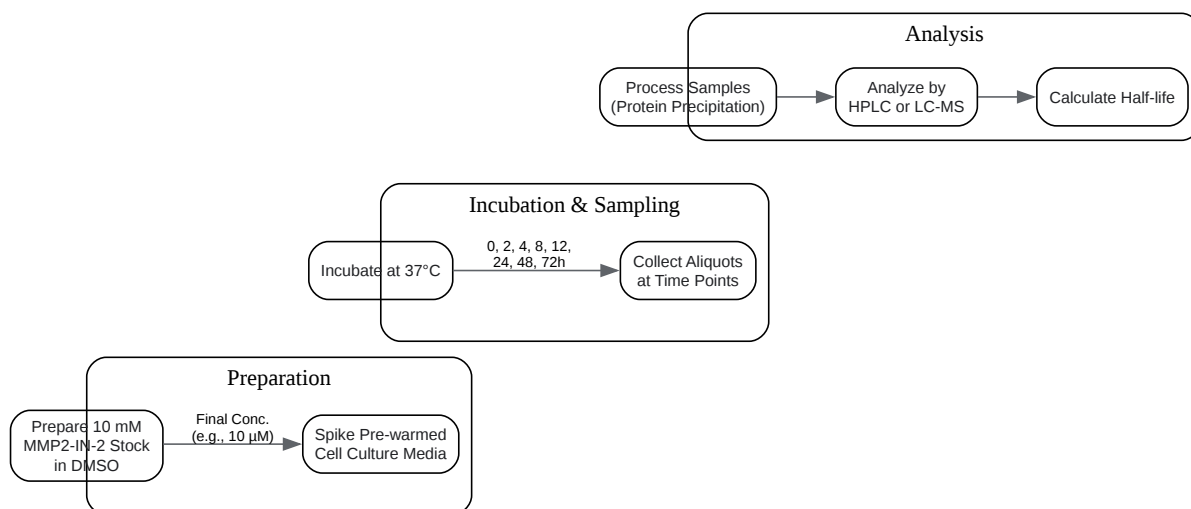 Analysis
Process Samples
(Protein Precipitation)
Analyze by
HPLC or LC-MS
Calculate Half-life
Incubation & Sampling
Incubate at 37°C
0, 2, 4, 8, 12,
24, 48, 72h
Collect Aliquots
at Time Points
Preparation
Prepare 10 mM
MMP2-IN-2 Stock
in DMSO
Final Conc.
(e.g., 10 µM)
Spike Pre-warmed
Cell Culture Media